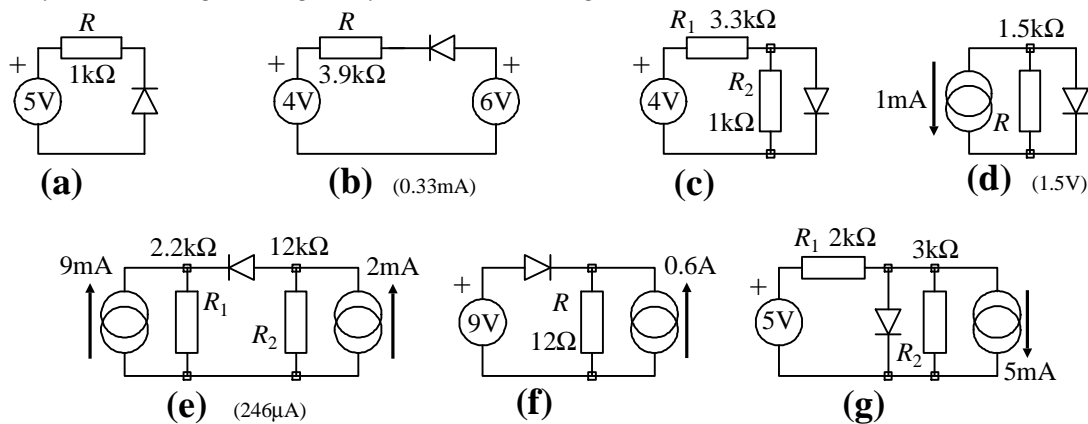 R
1kΩ
+
5V
(a)
R
3.9kΩ
+
4V
+
6V
(b) (0.33mA)
R1 3.3kΩ
+
4V
R2
1kΩ
(c)
1.5kΩ
1mA
R
(d) (1.5V)
9mA
2.2kΩ
12kΩ
2mA
R1
R2
(e) (246µA)
+
9V
R
12Ω
0.6A
(f)
R1 2kΩ
3kΩ
+
5V
R2
5mA
(g)